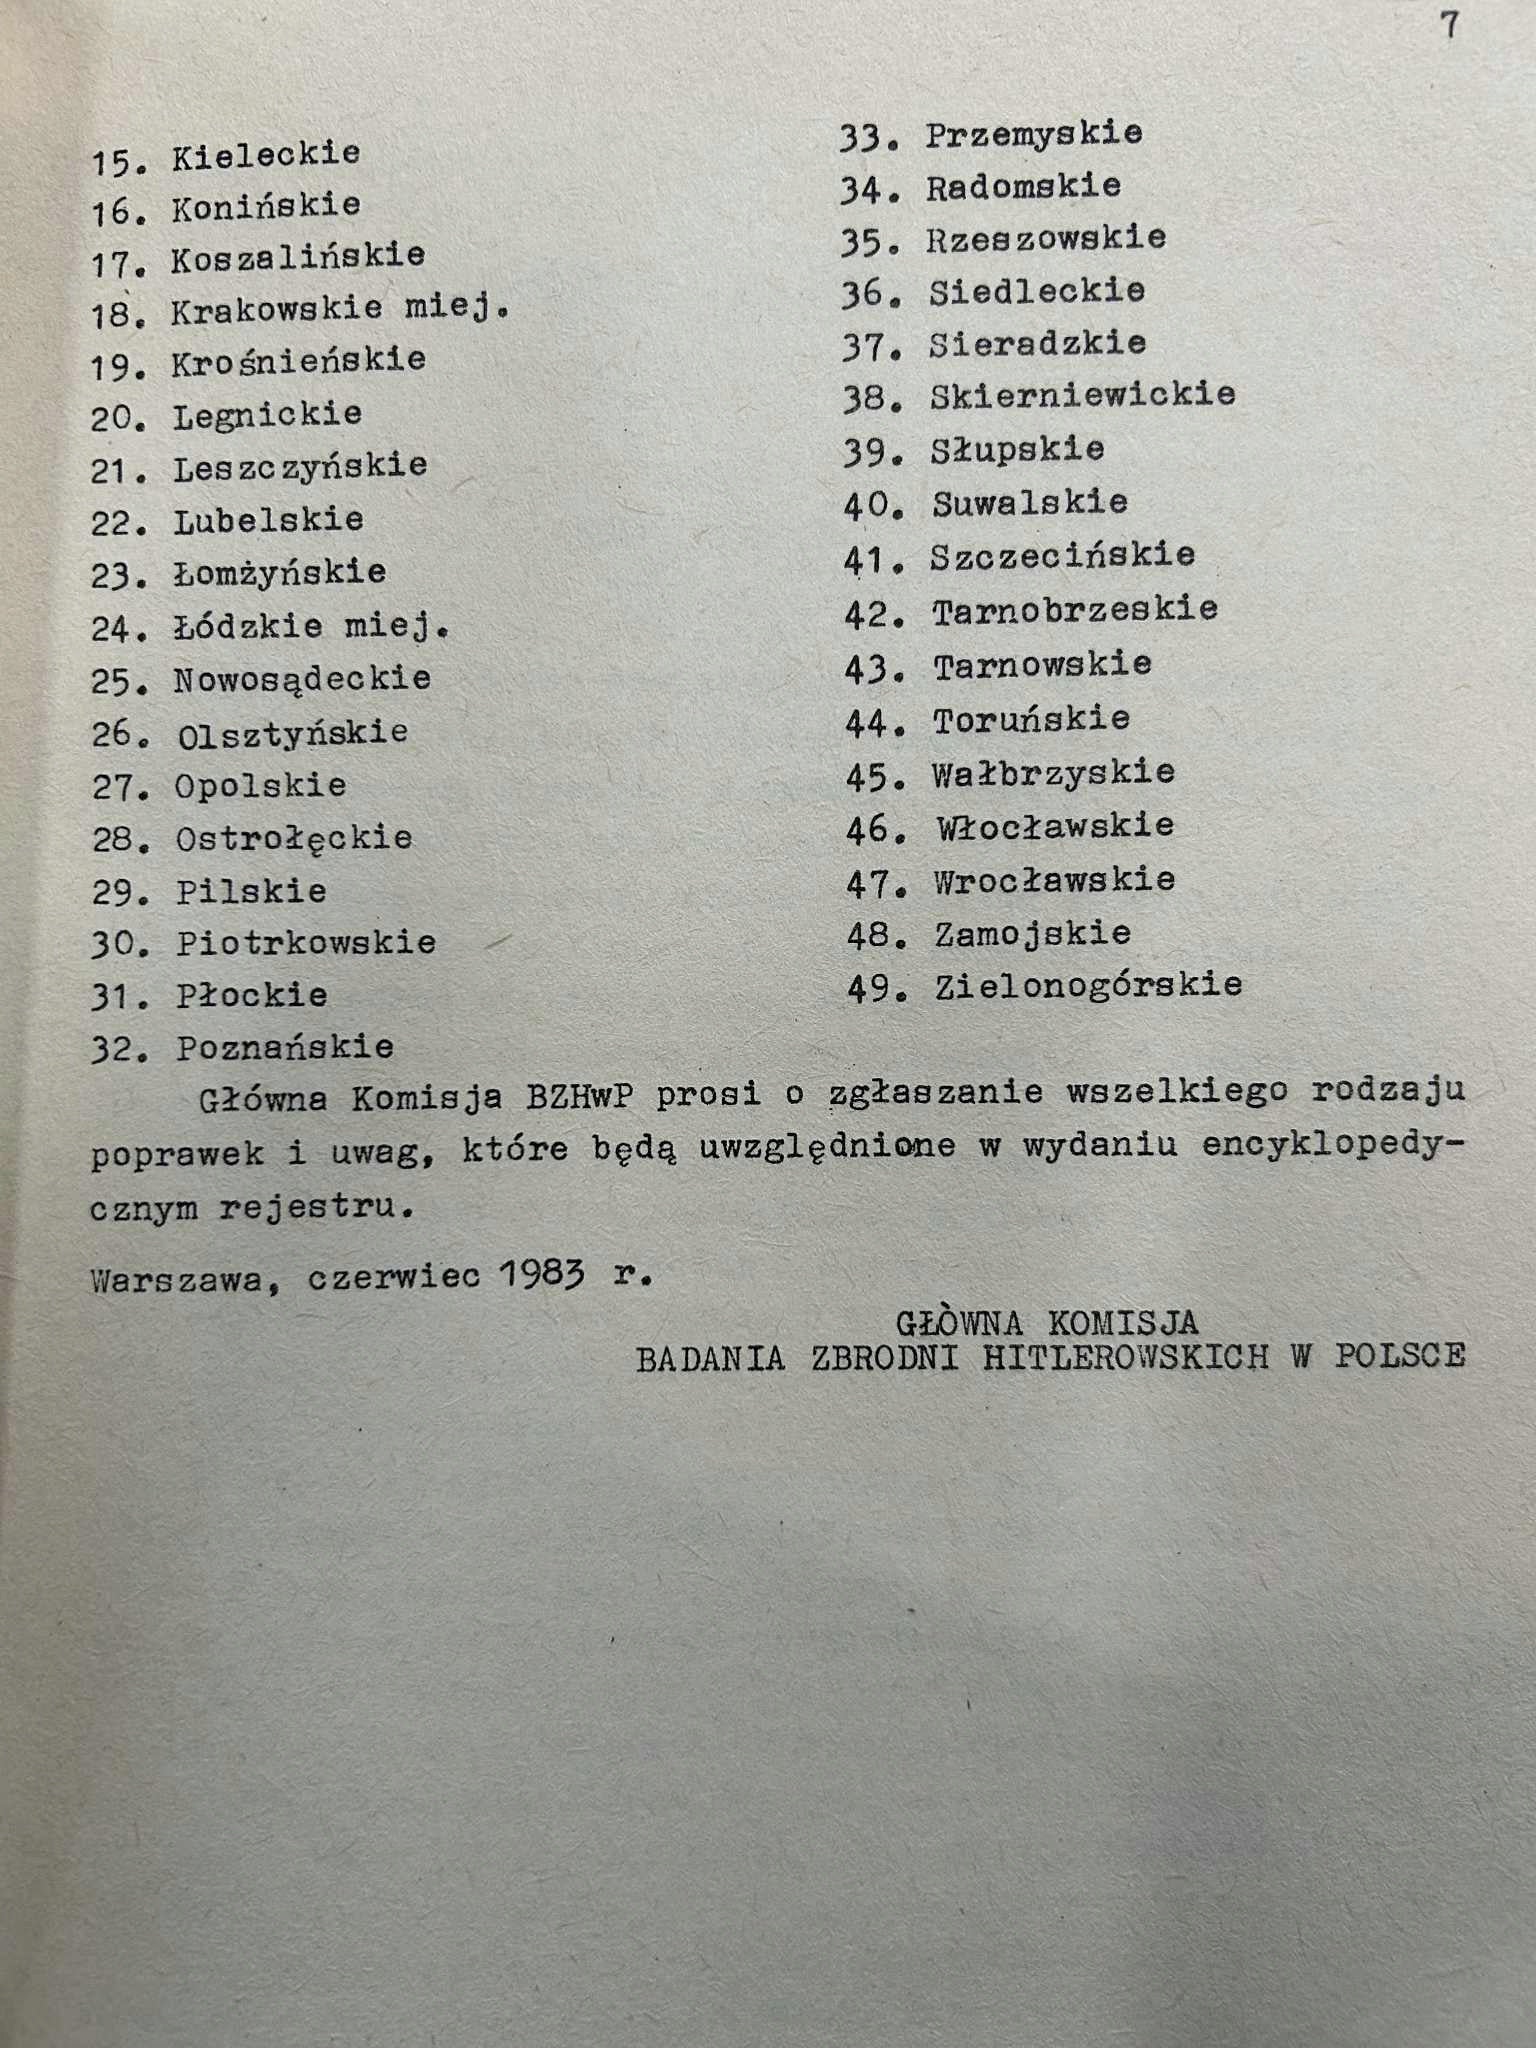 7
15. Kieleckie
16. Konińskie
17. Koszalińskie
18. Krakowskie miej.
19. Krośnieńskie
20. Legnickie
21. Leszczyńskie
22. Lubelskie
23. Łomżyńskie
24. Łódzkie miej.
25. Nowosądeckie
26. Olsztyńskie
27. Opolskie
28. Ostrołęckie
29. Pilskie
30. Piotrkowskie
31. Płockie
32. Poznańskie
33. Przemyskie
34. Radomskie
35. Rzeszowskie
36. Siedleckie
37. Sieradzkie
38. Skierniewickie
39. Słupskie
40. Suwalskie
41. Szczecińskie
42. Tarnobrzeskie
43. Tarnowskie
44. Toruńskie
45. Wałbrzyskie
46. Włocławskie
47. Wrocławskie
48. Zamojskie
49. Zielonogórskie
Główna Komisja BZHwP prosi o zgłaszanie wszelkiego rodzaju
poprawek i uwag, które będą uwzględnione w wydaniu encyklopedy-
cznym rejestru.
Warszawa, czerwiec 1983 r.
GŁÒWNA KOMISJA
BADANIA ZBRODNI HITLEROWSKICH W POLSCE